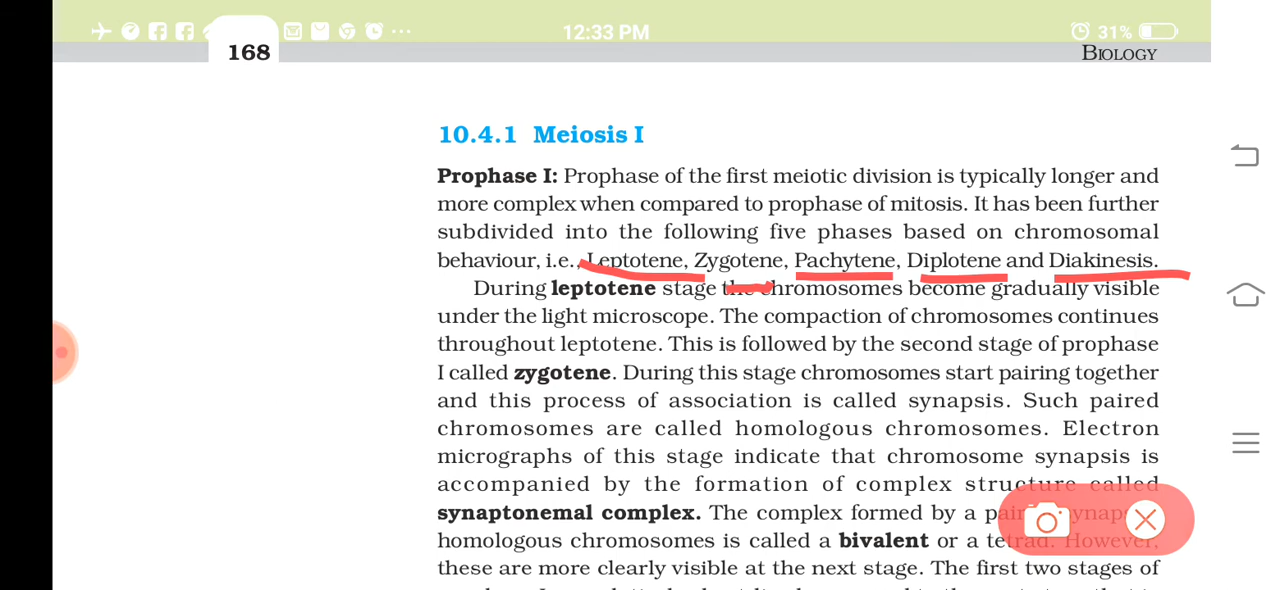 12:33 PM
31%
168
BIOLOGY
10.4.1 Meiosis I
Prophase I: Prophase of the first meiotic division is typically longer and
more complex when compared to prophase of mitosis. It has been further
subdivided into the following five phases based on chromosomal
behaviour, i.e., Leptotene, Zygotene, Pachytene, Diplotene and Diakinesis.
During leptotene stage the chromosomes become gradually visible
under the light microscope. The compaction of chromosomes continues
throughout leptotene. This is followed by the second stage of prophase
I called zygotene. During this stage chromosomes start pairing together
and this process of association is called synapsis. Such paired
chromosomes are called homologous chromosomes. Electron
micrographs of this stage indicate that chromosome synapsis is
accompanied by the formation of complex structure called
synaptonemal complex. The complex formed by a
homologous chromosomes is called a bivalent or a tetrad. However,
these are more clearly visible at the next stage. The first two stages of